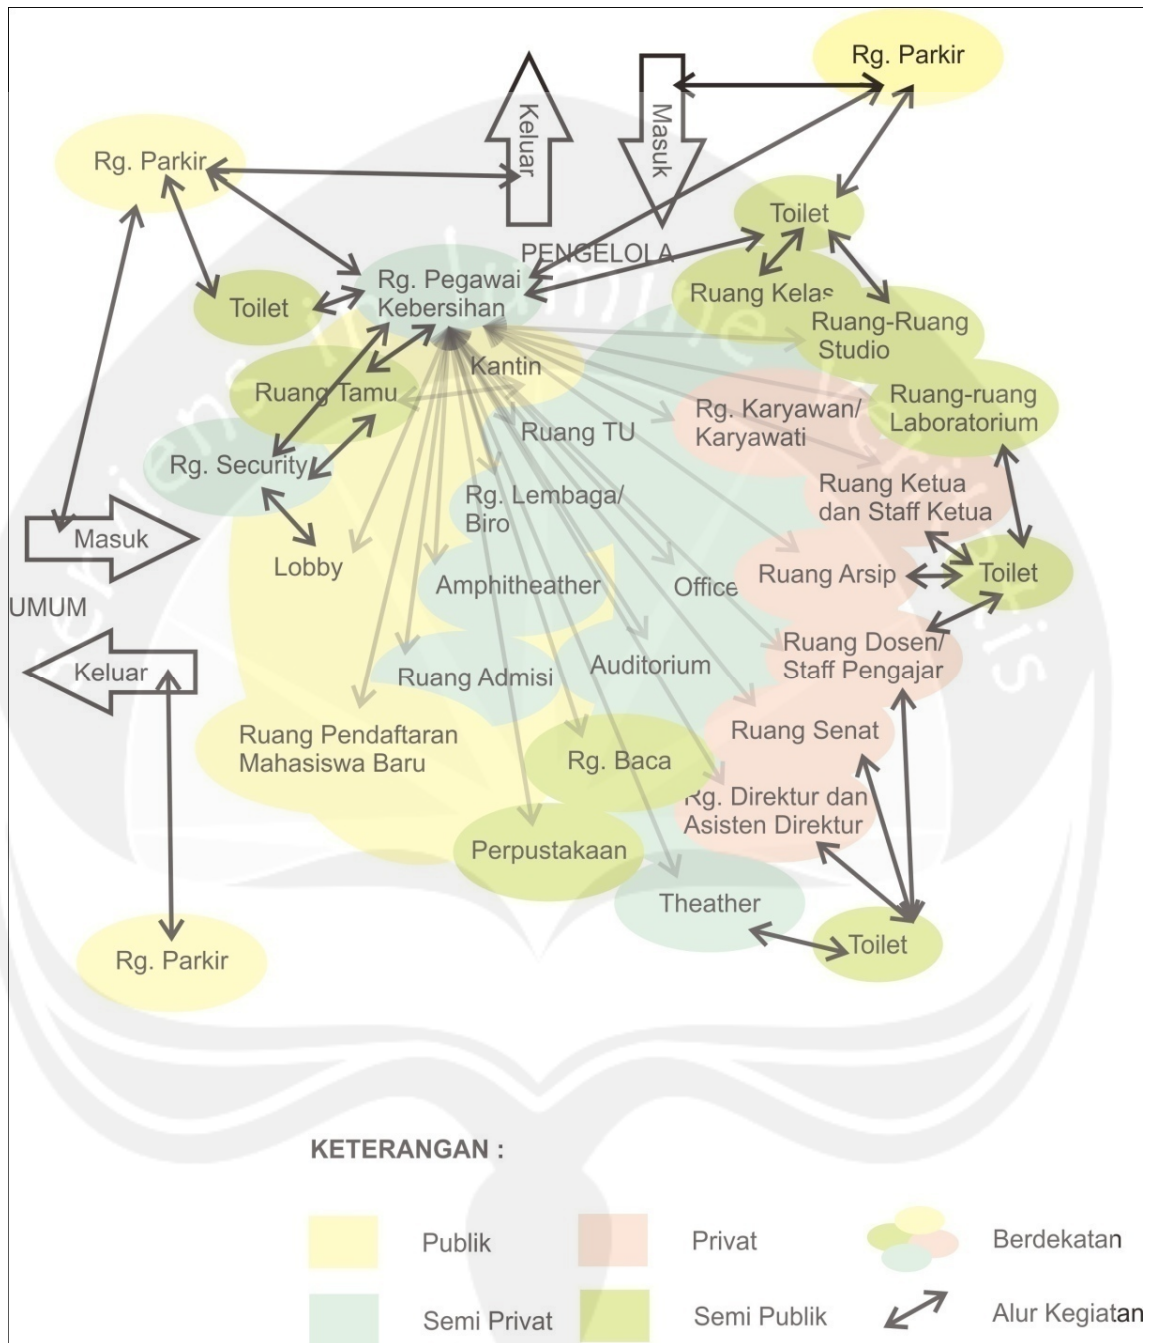 Rg. Parkir
Keluar
Masuk
Rg. Parkir
Toilet
PENGELOLA
Rg. Pegawai
Kebersihan
Toilet
Ruang Kelas
Ruang-Ruang
Studio
Kantin
Ruang Tamu
Ruang-ruang
Laboratorium
Rg. Karyawan/
Karyawati
Ruang TU
Rg. Security
Rg. Lembaga/
Biro
Ruang Ketua
dan Staff Ketua
Masuk
Lobby
Amphitheather
Office
Ruang Arsip
Toilet
UMUM
Keluar
Ruang Admisi
Auditorium
Ruang Dosen/
Staff Pengajar
Ruang Pendaftaran
Mahasiswa Baru
Rg. Baca
Ruang Senat
Rg. Direktur dan
Asisten Direktur
Perpustakaan
Theather
Toilet
Rg. Parkir
serviens in lumine veritatis
KETERANGAN :
Publik
Privat
Berdekatan
Semi Privat
Semi Publik
Alur Kegiatan